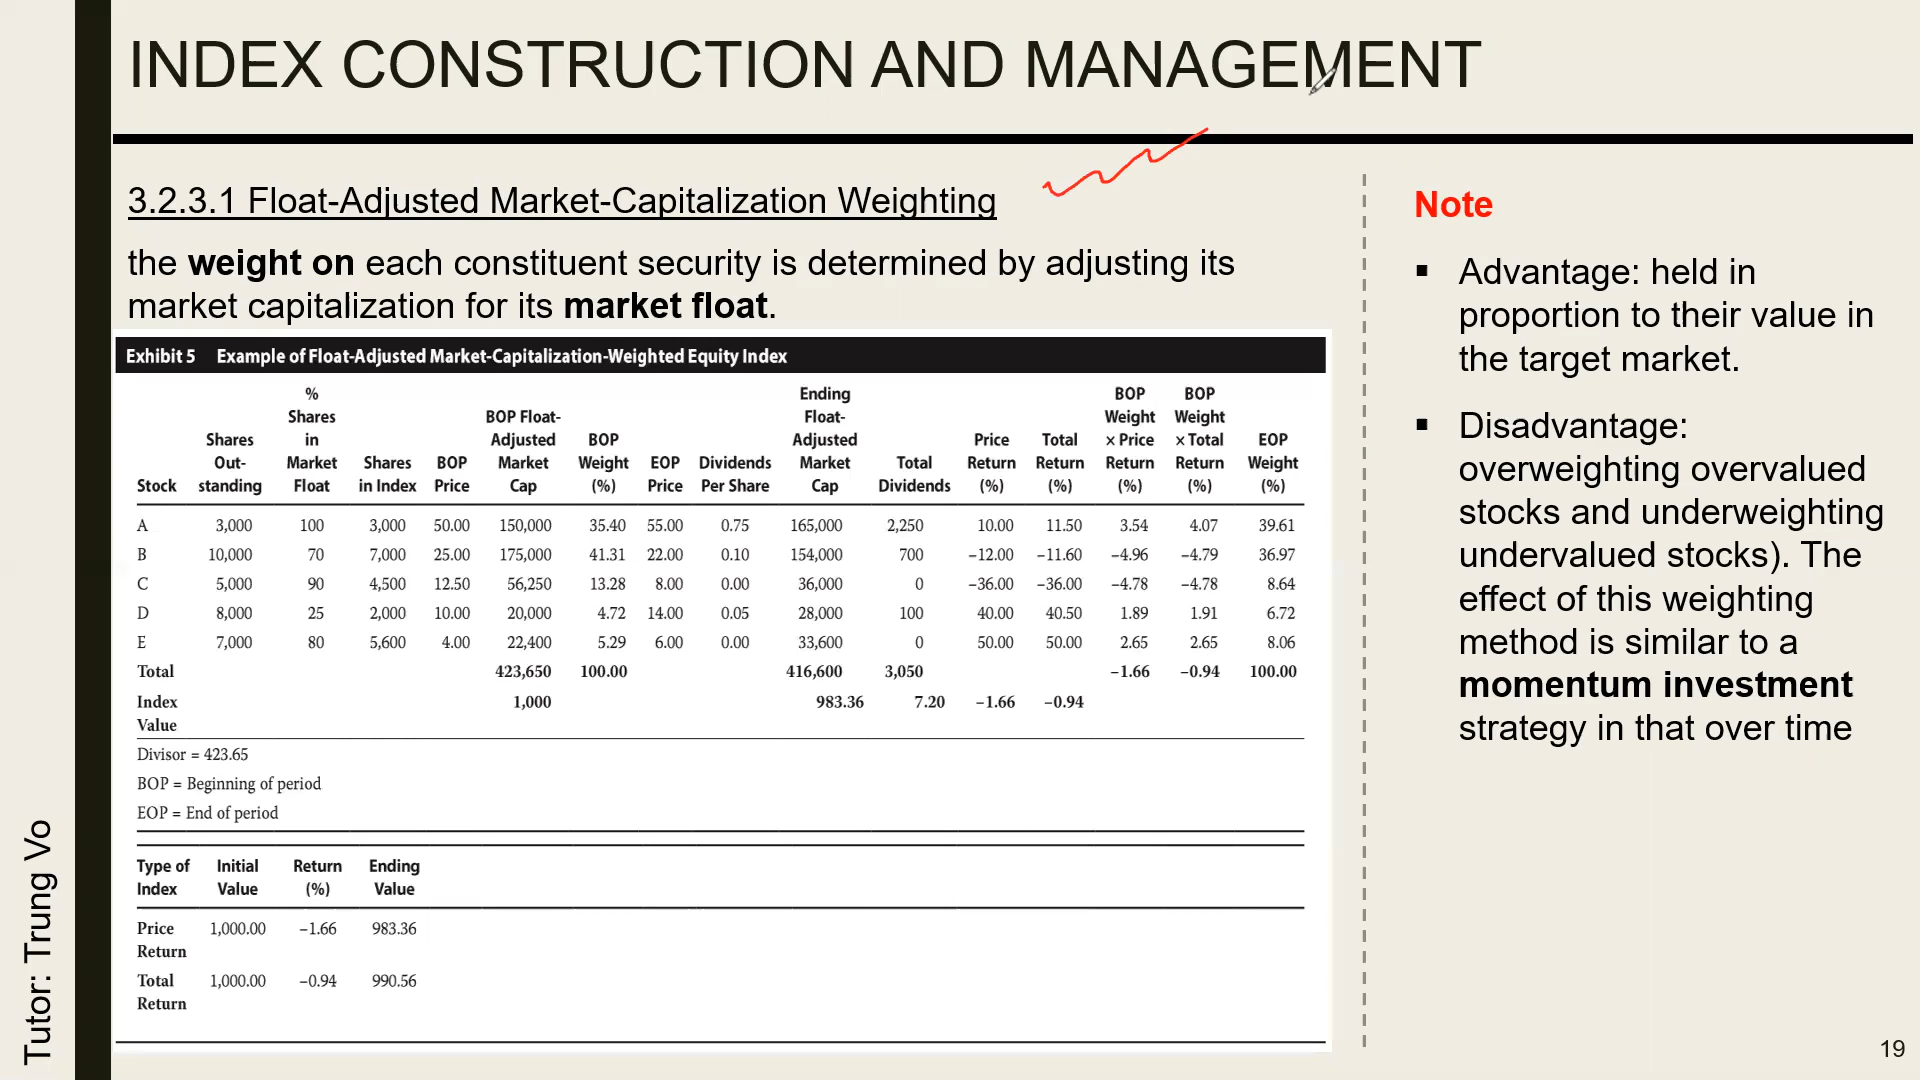 INDEX CONSTRUCTION AND MANAGEMENT
3.2.3.1 Float-Adjusted Market-Capitalization Weighting
the weight on each constituent security is determined by adjusting its
market capitalization for its market float.
Exhibit 5 Example of Float-Adjusted Market-Capitalization-Weighted Equity Index
% Ending BOP BOP
Shares BOP Float- Float- Weight Weight
Shares in Adjusted BOP Adjusted Price Total × Price × Total EOP
Out- Market Shares BOP Market Weight EOP Dividends Market Total Return Return Return Return Weight
Stock standing Float in Index Price Cap (%) Price Per Share Cap Dividends (%) (%) (%) (%) (%)
A 3,000 100 3,000 50.00 150,000 35.40 55.00 0.75 165,000 2,250 10.00 11.50 3.54 4.07 39.61
B 10,000 70 7,000 25.00 175,000 41.31 22.00 0.10 154,000 700 –12.00 –11.60 –4.96 –4.79 36.97
C 5,000 90 4,500 12.50 56,250 13.28 8.00 0.00 36,000 0 –36.00 –36.00 –4.78 –4.78 8.64
D 8,000 25 2,000 10.00 20,000 4.72 14.00 0.05 28,000 100 40.00 40.50 1.89 1.91 6.72
E 7,000 80 5,600 4.00 22,400 5.29 6.00 0.00 33,600 0 50.00 50.00 2.65 2.65 8.06
Total 423,650 100.00 416,600 3,050 –1.66 –0.94 100.00
Index 1,000 983.36 7.20 –1.66 –0.94
Value
Divisor = 423.65
BOP = Beginning of period
EOP = End of period
Type of Initial Return Ending
Index Value (%) Value
Price 1,000.00 –1.66 983.36
Return
Total 1,000.00 –0.94 990.56
Return
Note
▪ Advantage: held in
proportion to their value in
the target market.
▪ Disadvantage:
overweighting overvalued
stocks and underweighting
undervalued stocks). The
effect of this weighting
method is similar to a
momentum investment
strategy in that over time
Tutor: Trung Vo
19